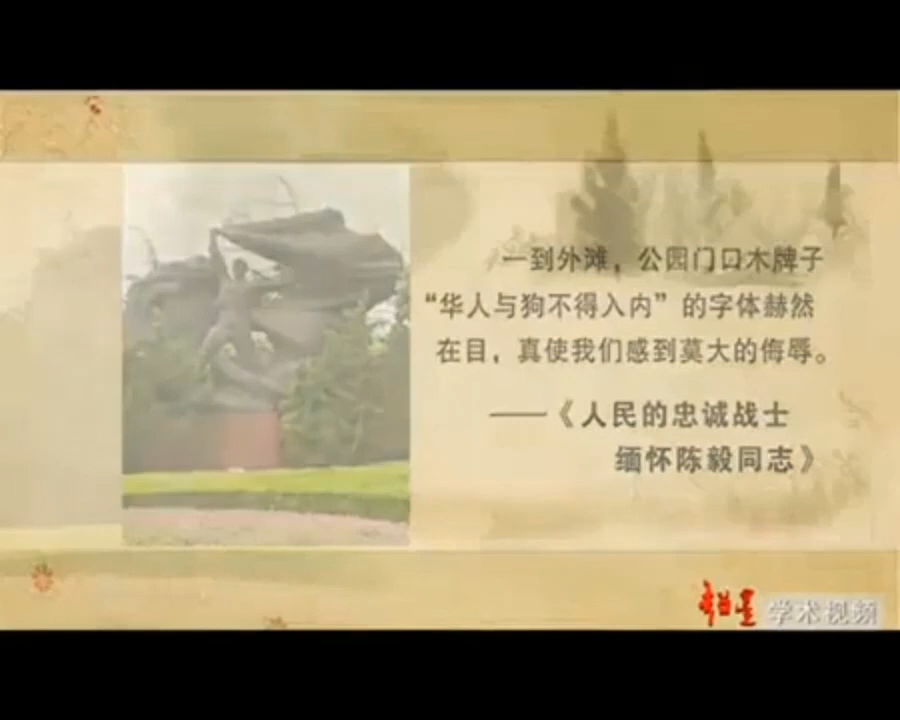 一到外滩，公园门口木牌子
“华人与狗不得入内”的字体赫然
在目，真使我们感到莫大的侮辱。
——《人民的忠诚战士
缅怀陈毅同志》
超星 学术视频